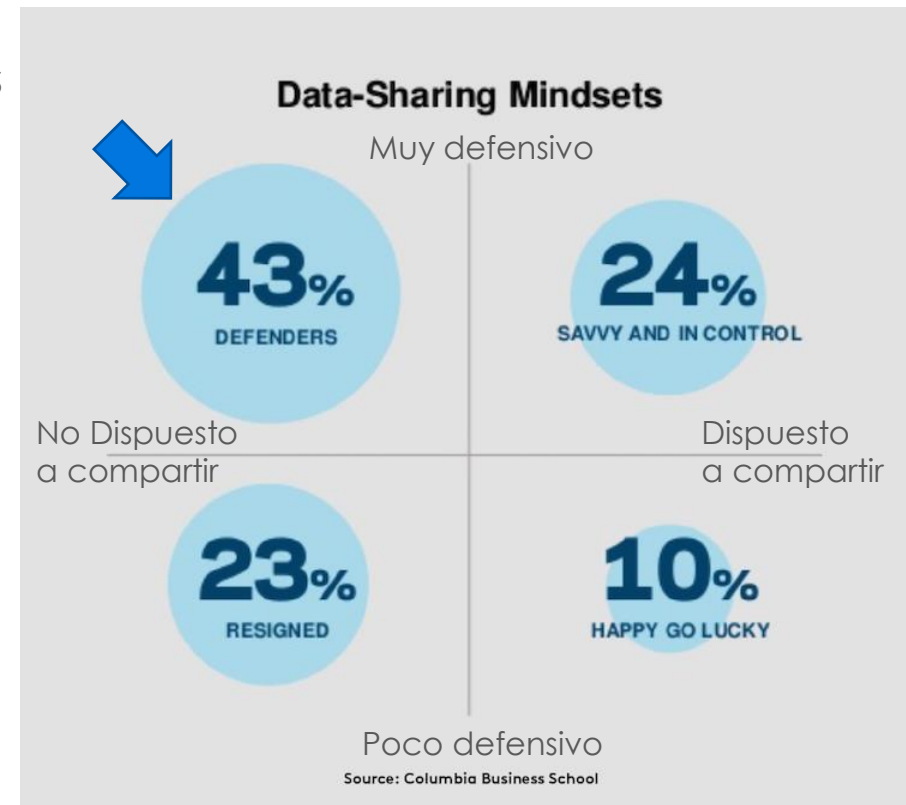 Data-Sharing Mindsets
Muy defensivo
43%
DEFENDERS
24%
SAVVY AND IN CONTROL
No Dispuesto
a compartir
Dispuesto
a compartir
23%
RESIGNED
10%
HAPPY GO LUCKY
Poco defensivo
Source: Columbia Business School